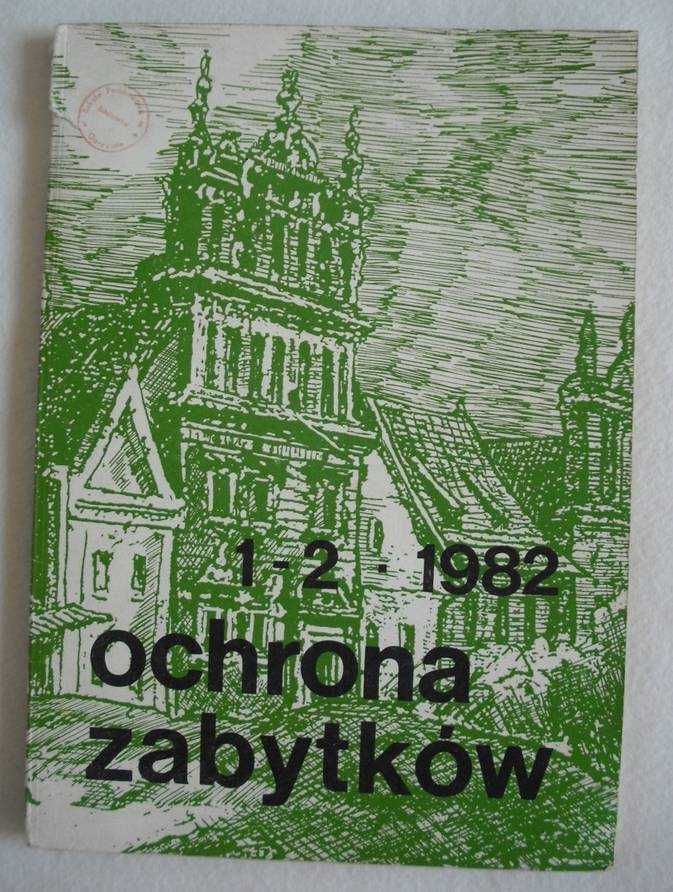 1-2 · 1982
ochrona
zabytków